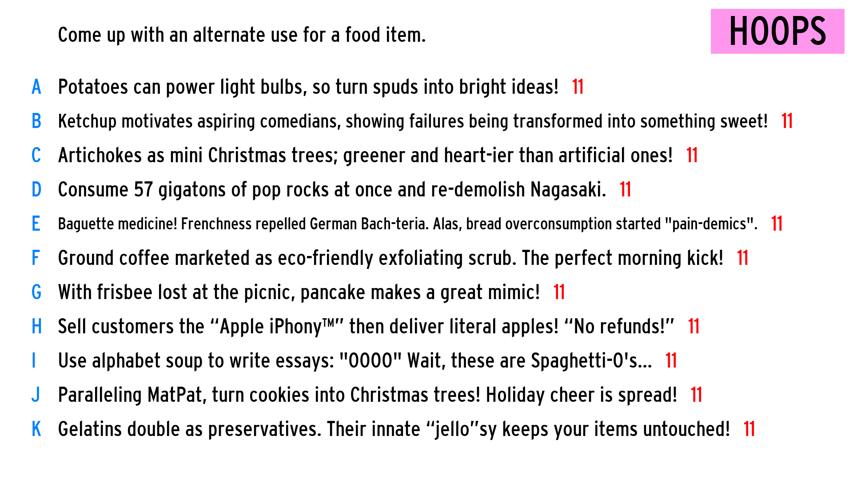 Come up with an alternate use for a food item.
HOOPS
A Potatoes can power light bulbs, so turn spuds into bright ideas! 11
B Ketchup motivates aspiring comedians, showing failures being transformed into something sweet! 11
C Artichokes as mini Christmas trees; greener and heart-ier than artificial ones! 11
D Consume 57 gigatons of pop rocks at once and re-demolish Nagasaki. 11
E Baguette medicine! Frenchness repelled German Bach-teria. Alas, bread overconsumption started "pain-demics". 11
F Ground coffee marketed as eco-friendly exfoliating scrub. The perfect morning kick! 11
G With frisbee lost at the picnic, pancake makes a great mimic! 11
H Sell customers the “Apple iPhony™” then deliver literal apples! “No refunds!” 11
I Use alphabet soup to write essays: "OOOO" Wait, these are Spaghetti-O's... 11
J Paralleling MatPat, turn cookies into Christmas trees! Holiday cheer is spread! 11
K Gelatins double as preservatives. Their innate “jello”sy keeps your items untouched! 11